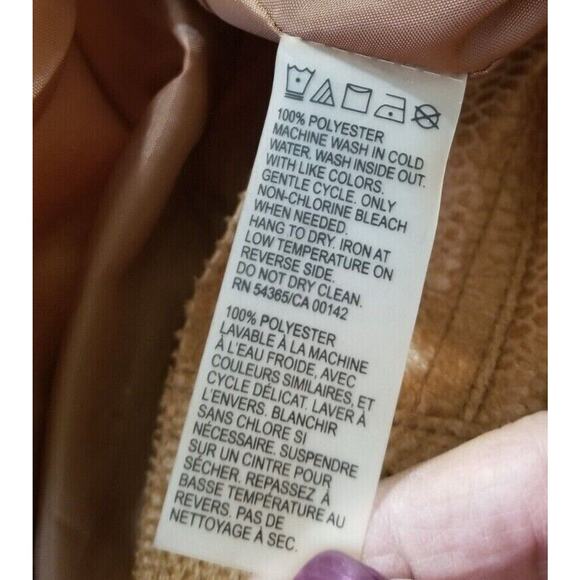 100% POLYESTER
MACHINE WASH IN COLD
WATER. WASH INSIDE OUT.
WITH LIKE COLORS.
GENTLE CYCLE. ONLY
NON-CHLORINE BLEACH
WHEN NEEDED.
HANG TO DRY. IRON AT
LOW TEMPERATURE ON
REVERSE SIDE.
DO NOT DRY CLEAN.
RN 54365/CA 00142
100% POLYESTER
LAVABLE À LA MACHINE
À L'EAU FROIDE, AVEC
COULEURS SIMILAIRES, ET
CYCLE DÉLICAT. LAVER À
L'ENVERS. BLANCHIR
SANS CHLORE SI
NÉCESSAIRE. SUSPENDRE
SUR UN CINTRE POUR
SÉCHER. REPASSEZ À
BASSE TEMPÉRATURE AU
REVERS. PAS DE
NETTOYAGE À SEC.